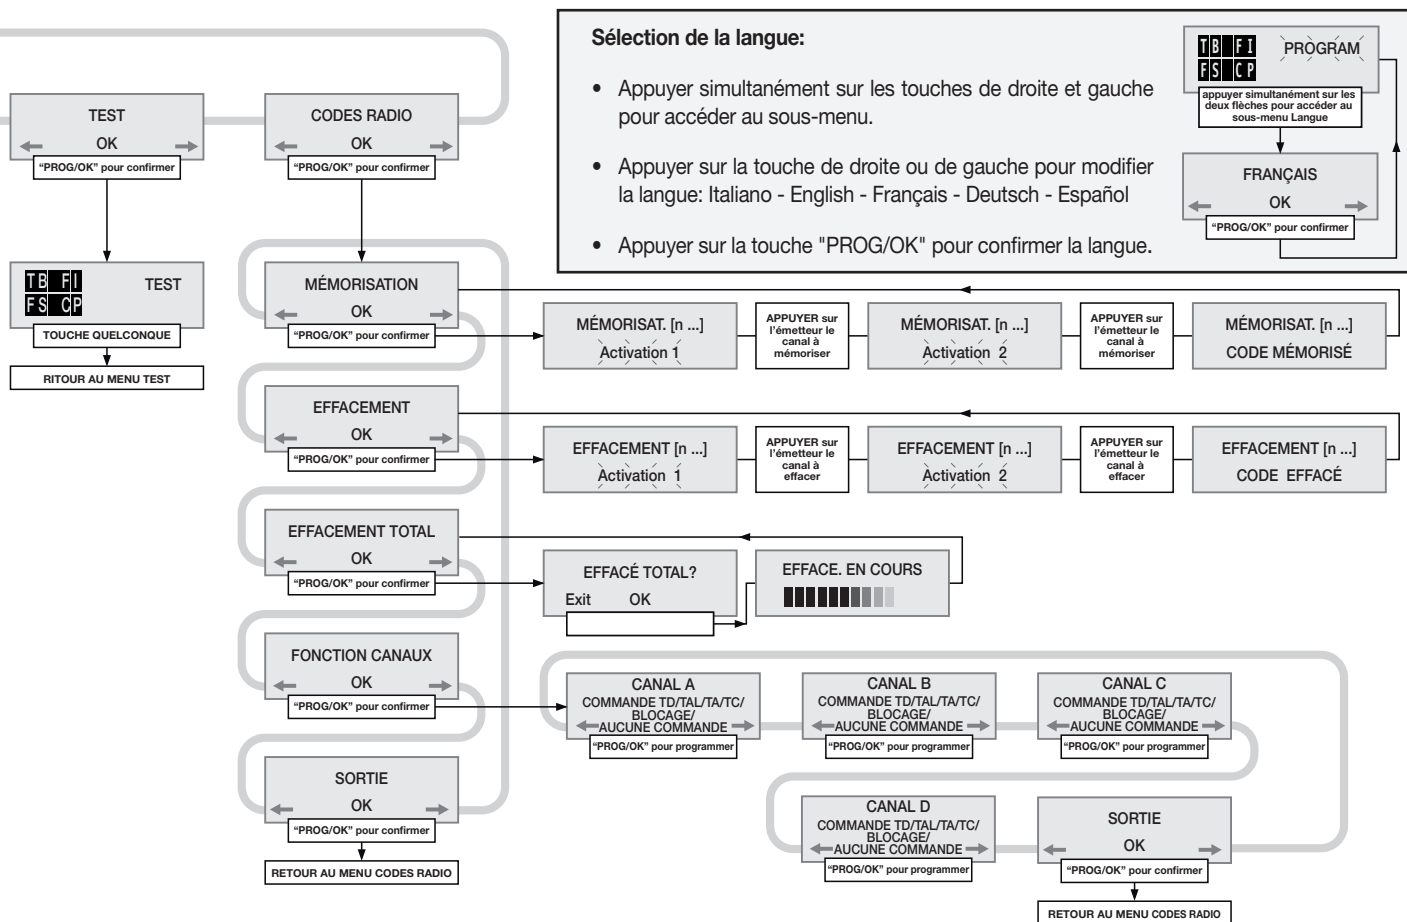 Sélection de la langue:
• Appuyer simultanément sur les touches de droite et gauche
pour accéder au sous-menu.
• Appuyer sur la touche de droite ou de gauche pour modifier
la langue: Italiano - English - Français - Deutsch - Español
• Appuyer sur la touche "PROG/OK" pour confirmer la langue.
TB FI
FS CP
PROGRAM
appuyer simultanément sur les
deux flèches pour accéder au
sous-menu Langue
FRANÇAIS
OK
“PROG/OK” pour confirmer
TEST
OK
“PROG/OK” pour confirmer
TB FI
FS CP
TEST
TOUCHE QUELCONQUE
RITOUR AU MENU TEST
CODES RADIO
OK
“PROG/OK” pour confirmer
MÉMORISATION
OK
“PROG/OK” pour confirmer
MÉMORISAT. [n ...]
Activation 1
APPUYER sur
l'émetteur le
canal à
mémoriser
MÉMORISAT. [n ...]
Activation 2
APPUYER sur
l'émetteur le
canal à
mémoriser
MÉMORISAT. [n ...]
CODE MÉMORISÉ
EFFACEMENT
OK
“PROG/OK” pour confirmer
EFFACEMENT [n ...]
Activation 1
APPUYER sur
l'émetteur le
canal à
effacer
EFFACEMENT [n ...]
Activation 2
APPUYER sur
l'émetteur le
canal à
effacer
EFFACEMENT [n ...]
CODE EFFACÉ
EFFACEMENT TOTAL
OK
“PROG/OK” pour confirmer
EFFACÉ TOTAL?
Exit OK
EFFACE. EN COURS
FONCTION CANAUX
OK
“PROG/OK” pour confirmer
CANAL A
COMMANDE TD/TAL/TA/TC/
BLOCAGE/
AUCUNE COMMANDE
“PROG/OK” pour programmer
CANAL B
COMMANDE TD/TAL/TA/TC/
BLOCAGE/
AUCUNE COMMANDE
“PROG/OK” pour programmer
CANAL C
COMMANDE TD/TAL/TA/TC/
BLOCAGE/
AUCUNE COMMANDE
“PROG/OK” pour programmer
CANAL D
COMMANDE TD/TAL/TA/TC/
BLOCAGE/
AUCUNE COMMANDE
“PROG/OK” pour programmer
SORTIE
OK
“PROG/OK” pour confirmer
RETOUR AU MENU CODES RADIO
SORTIE
OK
“PROG/OK” pour confirmer
RETOUR AU MENU CODES RADIO